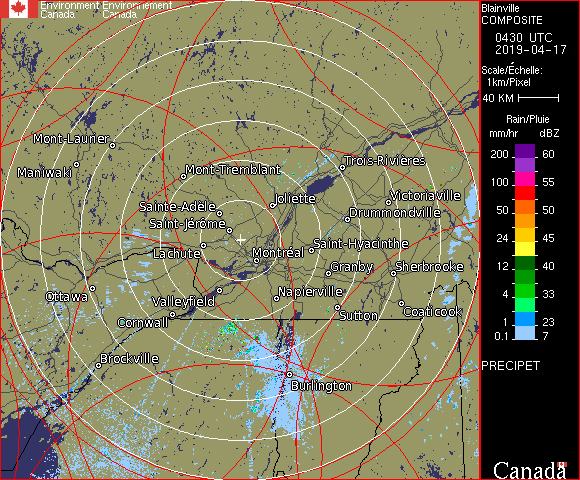 Environment Environnement
Canada Canada
Blainville
COMPOSITE
0430 UTC
2019-04-17
Scale/Échelle:
1km/Pixel
40 KM
Rain/Pluie
mm/hr dBZ
200 60
100 55
50 50
24 45
12 40
4 33
1 23
0.1 7
PRECIPET
Mont-Laurier
Maniwaki
Mont-Tremblant
Trois-Rivières
Joliette
Victoriaville
Sainte-Adèle
Drummondville
Saint-Jérôme
Saint-Hyacinthe
Lachute
Montréal
Granby
Sherbrooke
Ottawa
Valleyfield
Napierville
Sutton
Coaticook
Cornwall
Brockville
Burlington
Canada